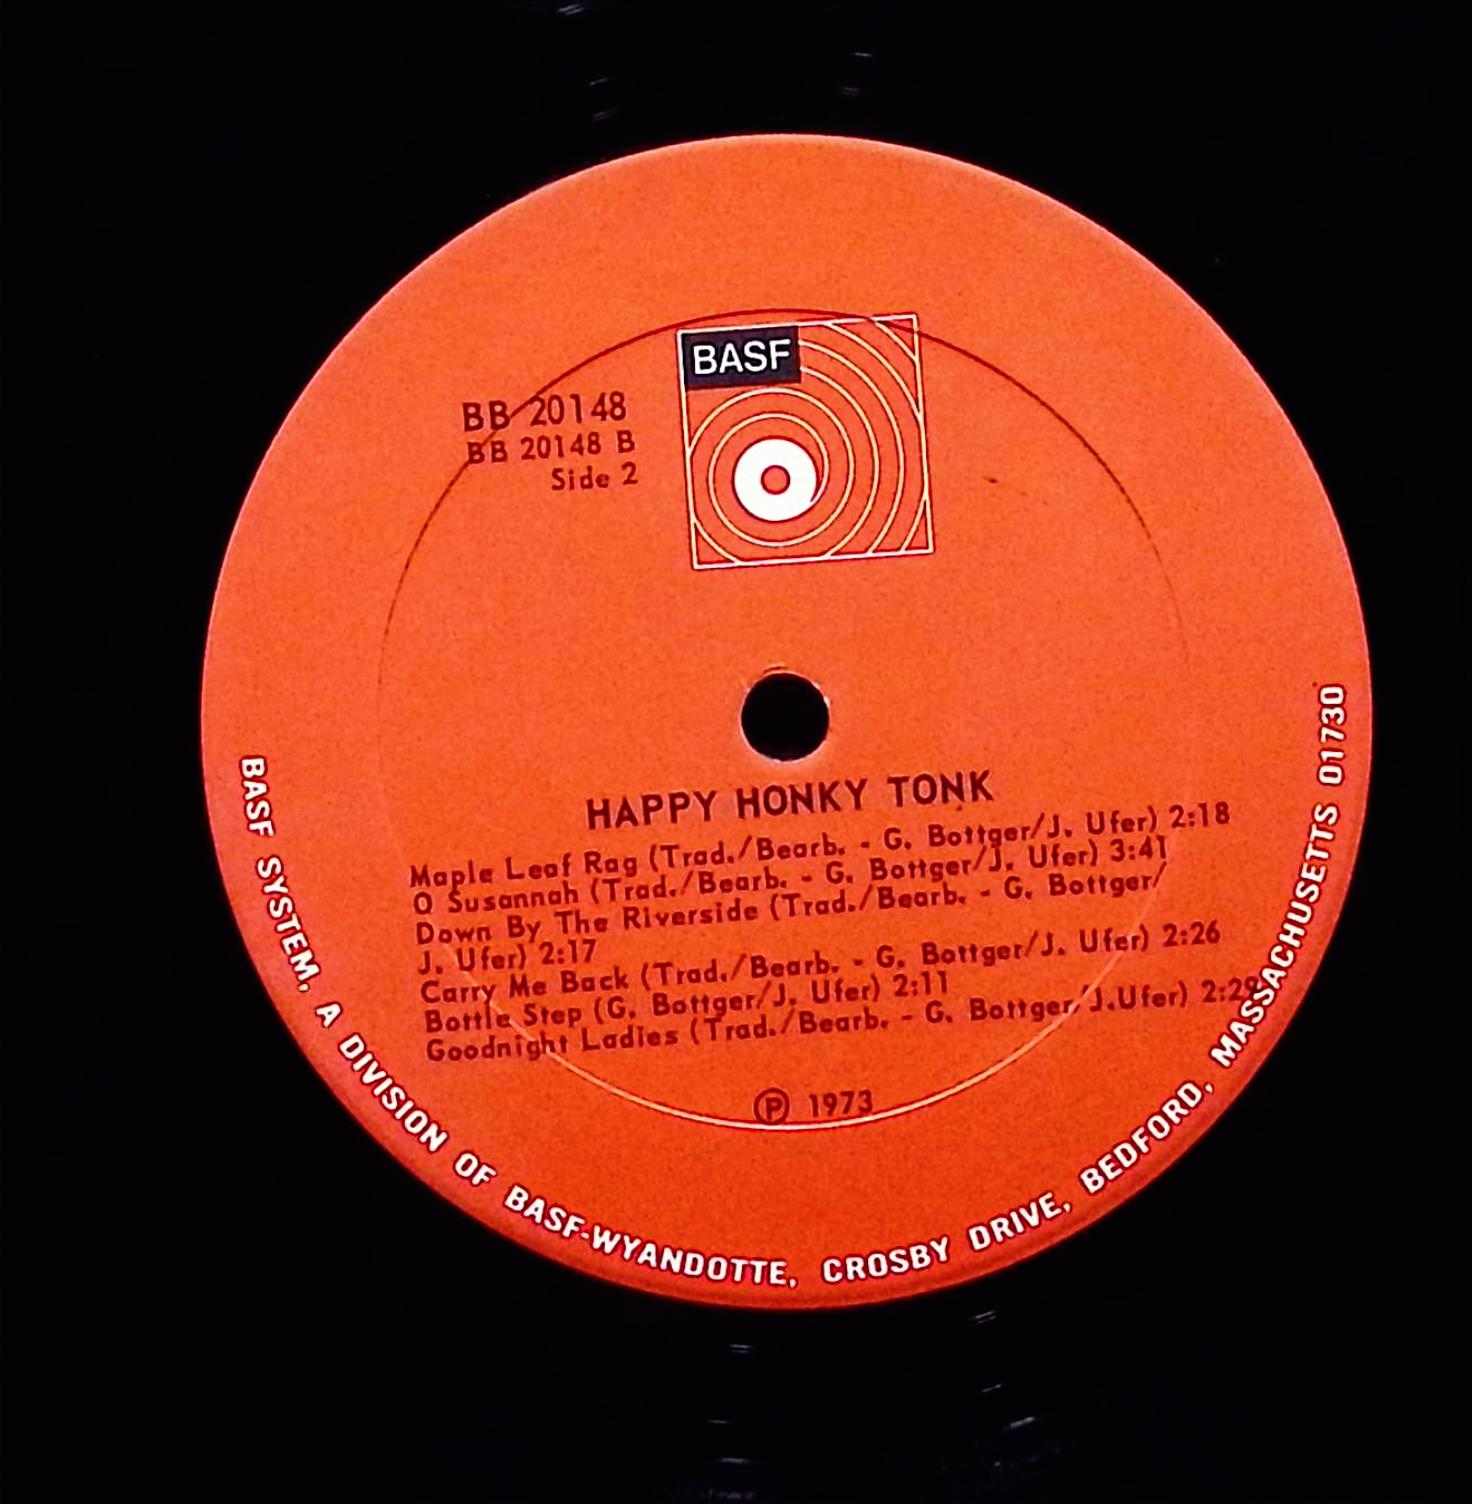 BASF
BB 20148
BB 20148 B
Side 2
HAPPY HONKY TONK
Maple Leaf Rag (Trad./Bearb. - G. Bottger/J. Ufer) 2:18
O Susannah (Trad./Bearb. - G. Bottger/J. Ufer) 3:41
Down By The Riverside (Trad./Bearb. - G. Bottger/
J. Ufer) 2:17
Carry Me Back (Trad./Bearb. - G. Bottger/J. Ufer) 2:26
Bottle Step (G. Bottger/J. Ufer) 2:11
Goodnight Ladies (Trad./Bearb. - G. Bottger/J.Ufer) 2:29
℗ 1973
BASF SYSTEM, A DIVISION OF BASF-WYANDOTTE, CROSBY DRIVE, BEDFORD, MASSACHUSETTS 01730